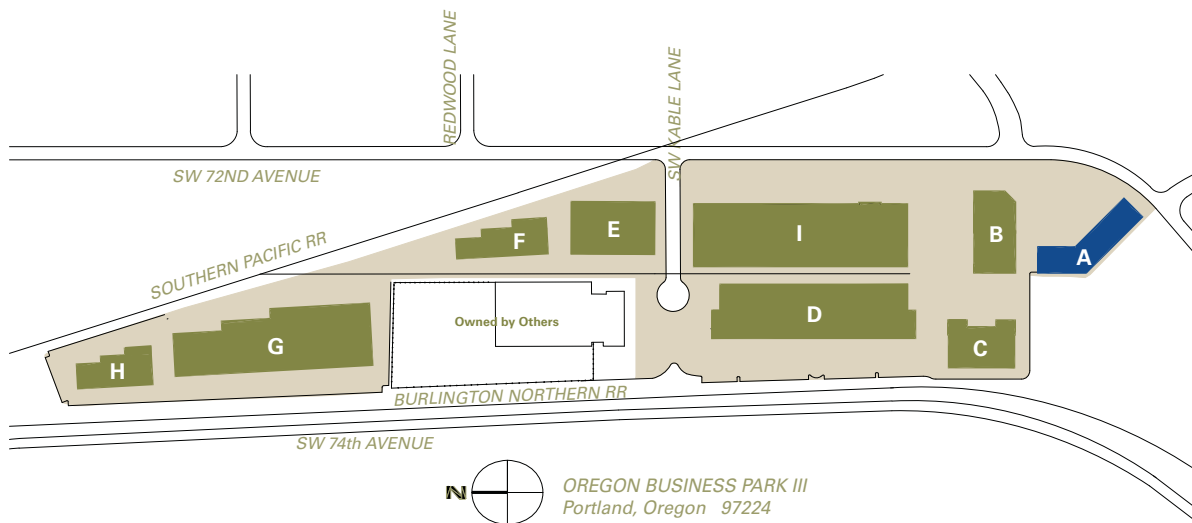 REDWOOD LANE
SW KABLE LANE
SW 72ND AVENUE
SOUTHERN PACIFIC RR
F
E
I
B
A
Owned by Others
D
C
G
H
BURLINGTON NORTHERN RR
SW 74th AVENUE
N
OREGON BUSINESS PARK III
Portland, Oregon 97224